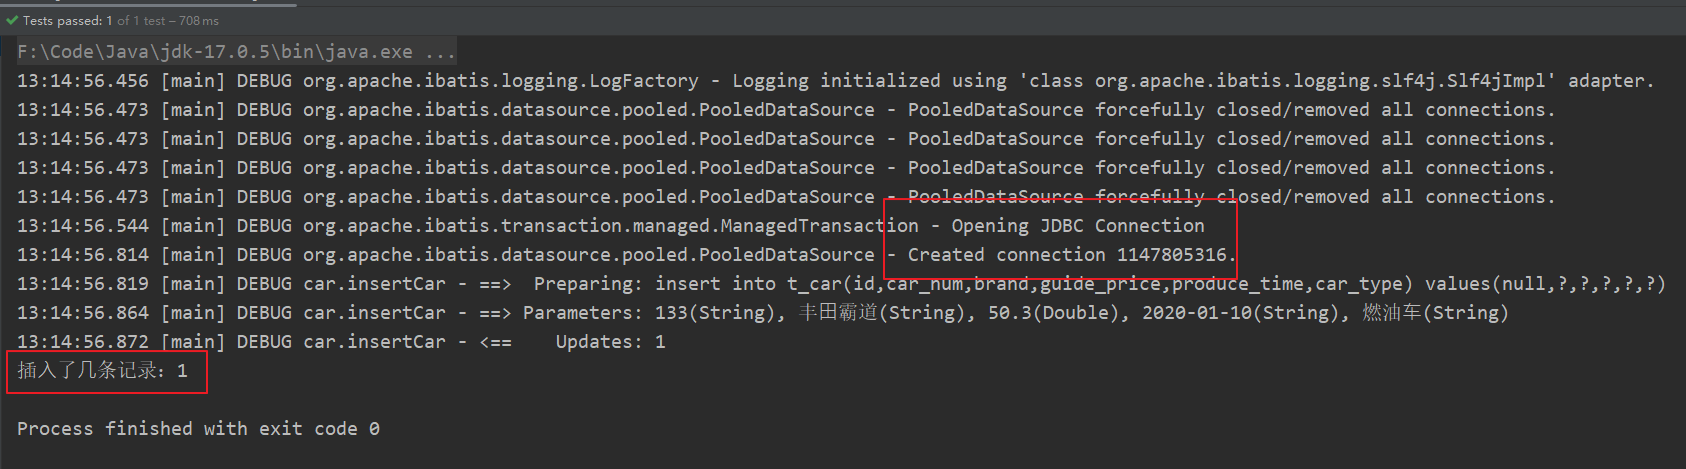 Tests passed: 1 of 1 test – 708 ms
F:\Code\Java\jdk-17.0.5\bin\java.exe ...
13:14:56.456 [main] DEBUG org.apache.ibatis.logging.LogFactory - Logging initialized using 'class org.apache.ibatis.logging.slf4j.Slf4jImpl' adapter.
13:14:56.473 [main] DEBUG org.apache.ibatis.datasource.pooled.PooledDataSource - PooledDataSource forcefully closed/removed all connections.
13:14:56.473 [main] DEBUG org.apache.ibatis.datasource.pooled.PooledDataSource - PooledDataSource forcefully closed/removed all connections.
13:14:56.473 [main] DEBUG org.apache.ibatis.datasource.pooled.PooledDataSource - PooledDataSource forcefully closed/removed all connections.
13:14:56.473 [main] DEBUG org.apache.ibatis.datasource.pooled.PooledDataSource - PooledDataSource forcefully closed/removed all connections.
13:14:56.544 [main] DEBUG org.apache.ibatis.transaction.managed.ManagedTransaction - Opening JDBC Connection
13:14:56.814 [main] DEBUG org.apache.ibatis.datasource.pooled.PooledDataSource - Created connection 1147805316.
13:14:56.819 [main] DEBUG car.insertCar - ==>  Preparing: insert into t_car(id,car_num,brand,guide_price,produce_time,car_type) values(null,?,?,?,?,?)
13:14:56.864 [main] DEBUG car.insertCar - ==> Parameters: 133(String), 丰田霸道(String), 50.3(Double), 2020-01-10(String), 燃油车(String)
13:14:56.872 [main] DEBUG car.insertCar - <==    Updates: 1
插入了几条记录：1
Process finished with exit code 0